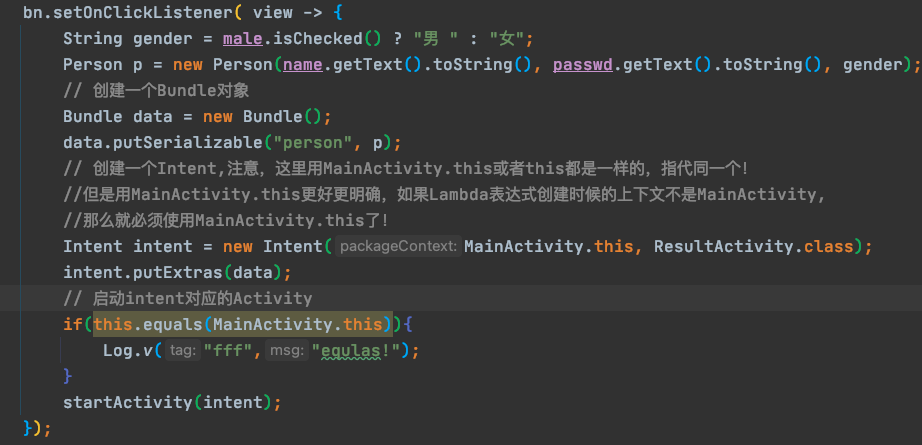 bn.setOnClickListener( view -> {
String gender = male.isChecked() ? "男 " : "女";
Person p = new Person(name.getText().toString(), passwd.getText().toString(), gender);
// 创建一个Bundle对象
Bundle data = new Bundle();
data.putSerializable("person", p);
// 创建一个Intent,注意，这里用MainActivity.this或者this都是一样的，指代同一个！
//但是用MainActivity.this更好更明确，如果Lambda表达式创建时候的上下文不是MainActivity，
//那么就必须使用MainActivity.this了！
Intent intent = new Intent( packageContext: MainActivity.this, ResultActivity.class);
intent.putExtras(data);
// 启动intent对应的Activity
if(this.equals(MainActivity.this)){
Log.v( tag: "fff", msg: "equlas!");
}
startActivity(intent);
});